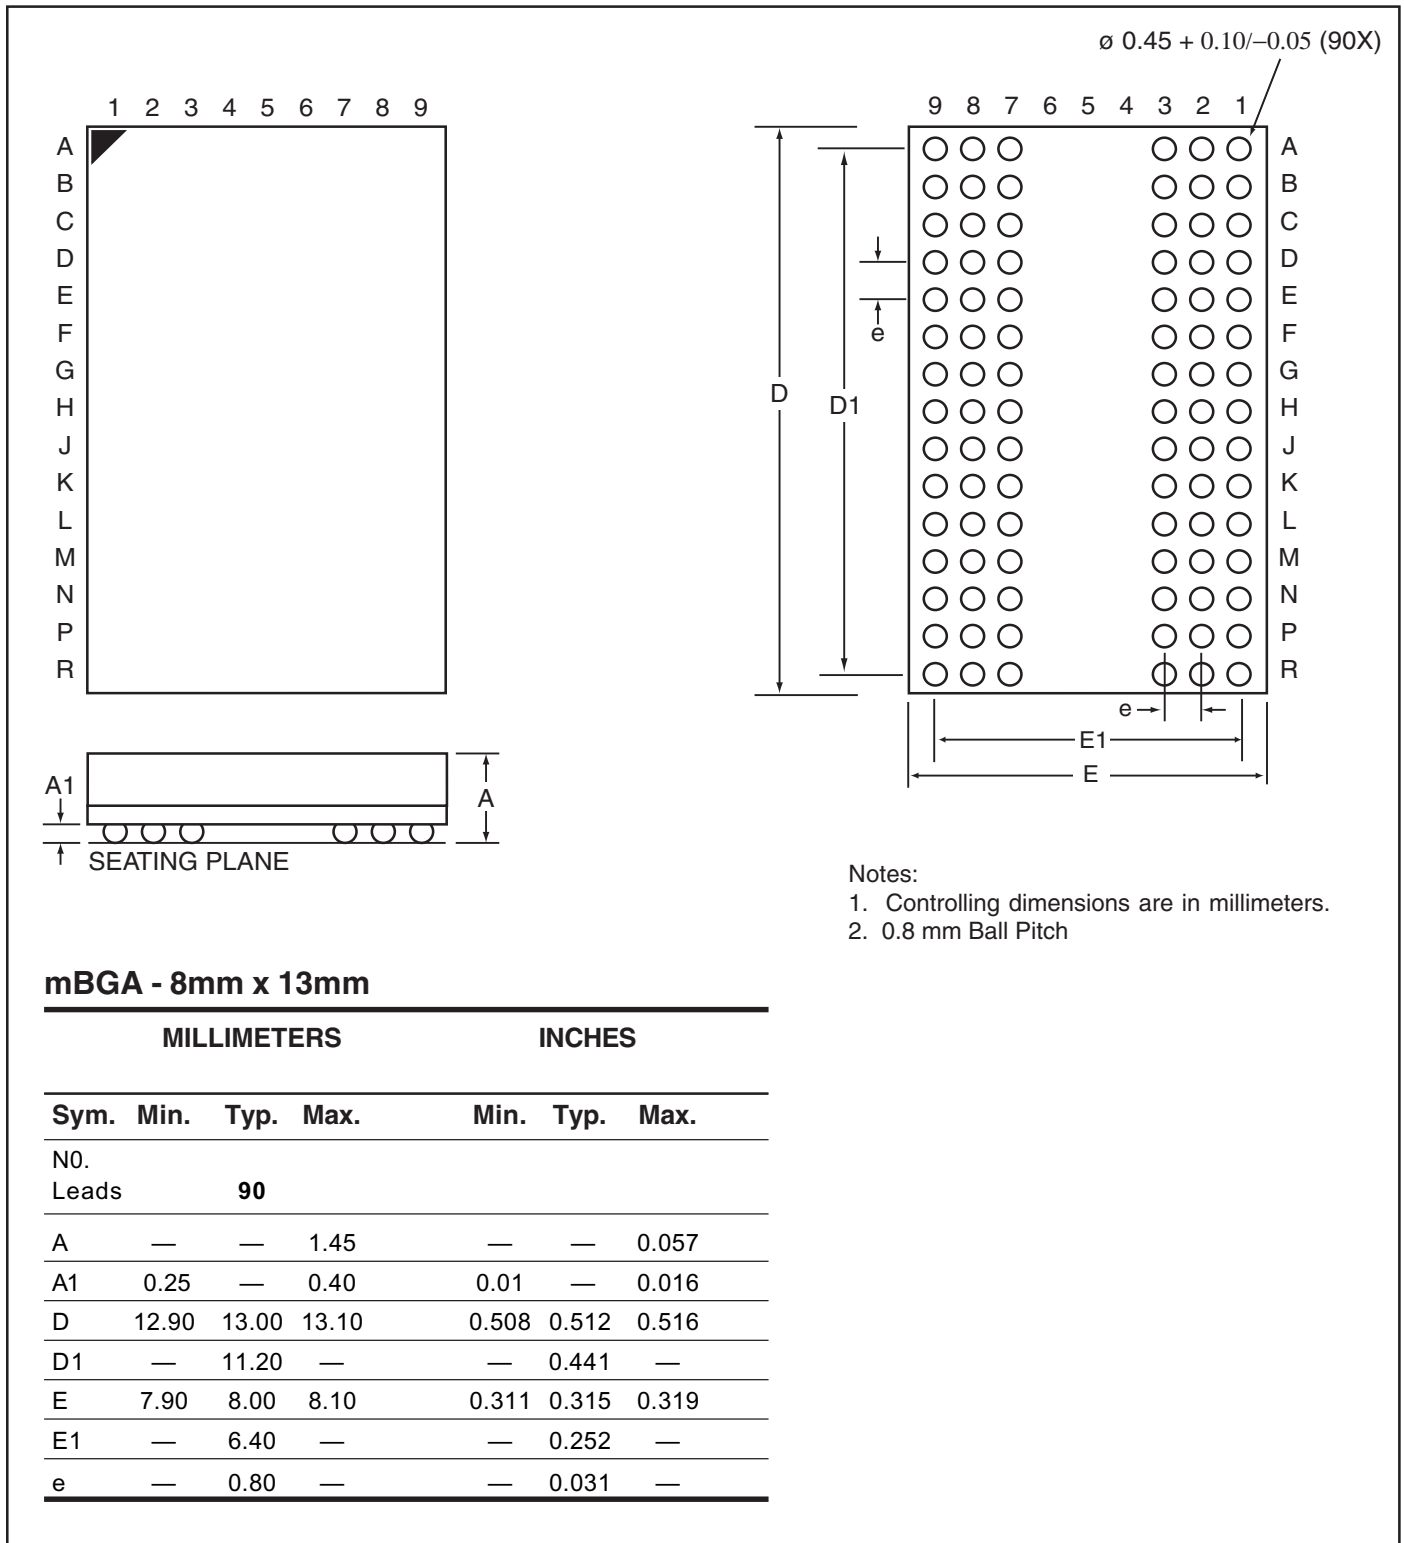 ø 0.45 + 0.10/–0.05 (90X)
1 2 3 4 5 6 7 8 9
A
B
C
D
E
F
G
H
J
K
L
M
N
P
R
9 8 7 6 5 4 3 2 1
A
B
C
D
E
F
G
H
J
K
L
M
N
P
R
e
D
D1
e
E1
E
A1
A
SEATING PLANE
Notes:
1. Controlling dimensions are in millimeters.
2. 0.8 mm Ball Pitch
mBGA - 8mm x 13mm
MILLIMETERS INCHES
Sym. Min. Typ. Max. Min. Typ. Max.
N0.
Leads 90
A — — 1.45 — — 0.057
A1 0.25 — 0.40 0.01 — 0.016
D 12.90 13.00 13.10 0.508 0.512 0.516
D1 — 11.20 — — 0.441 —
E 7.90 8.00 8.10 0.311 0.315 0.319
E1 — 6.40 — — 0.252 —
e — 0.80 — — 0.031 —